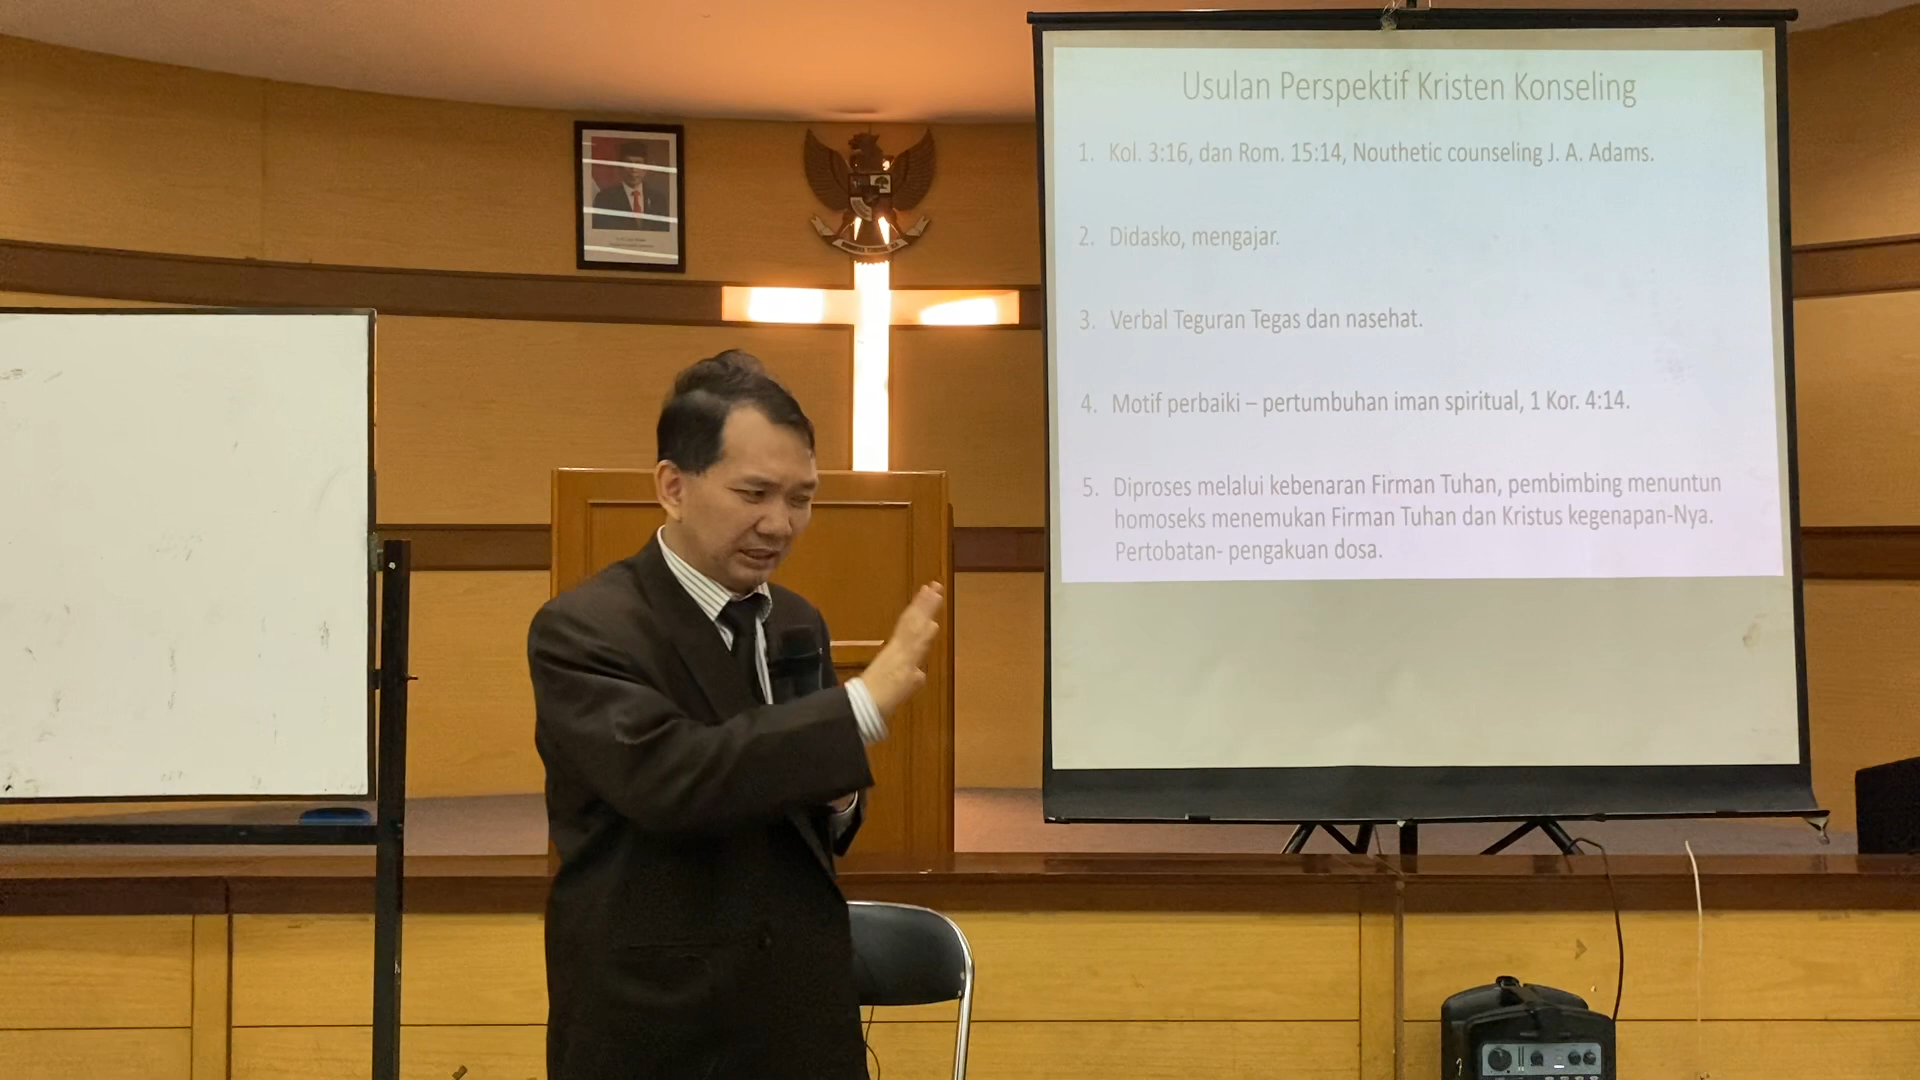 Usulan Perspektif Kristen Konseling
1. Kol. 3:16, dan Rom. 15:14, Nouthetic counseling J. A. Adams.
2. Didasko, mengajar.
3. Verbal Teguran Tegas dan nasehat.
4. Motif perbaiki – pertumbuhan iman spiritual, 1 Kor. 4:14.
5. Diproses melalui kebenaran Firman Tuhan, pembimbing menuntun
homoseks menemukan Firman Tuhan dan Kristus kegenapan-Nya.
Pertobatan- pengakuan dosa.